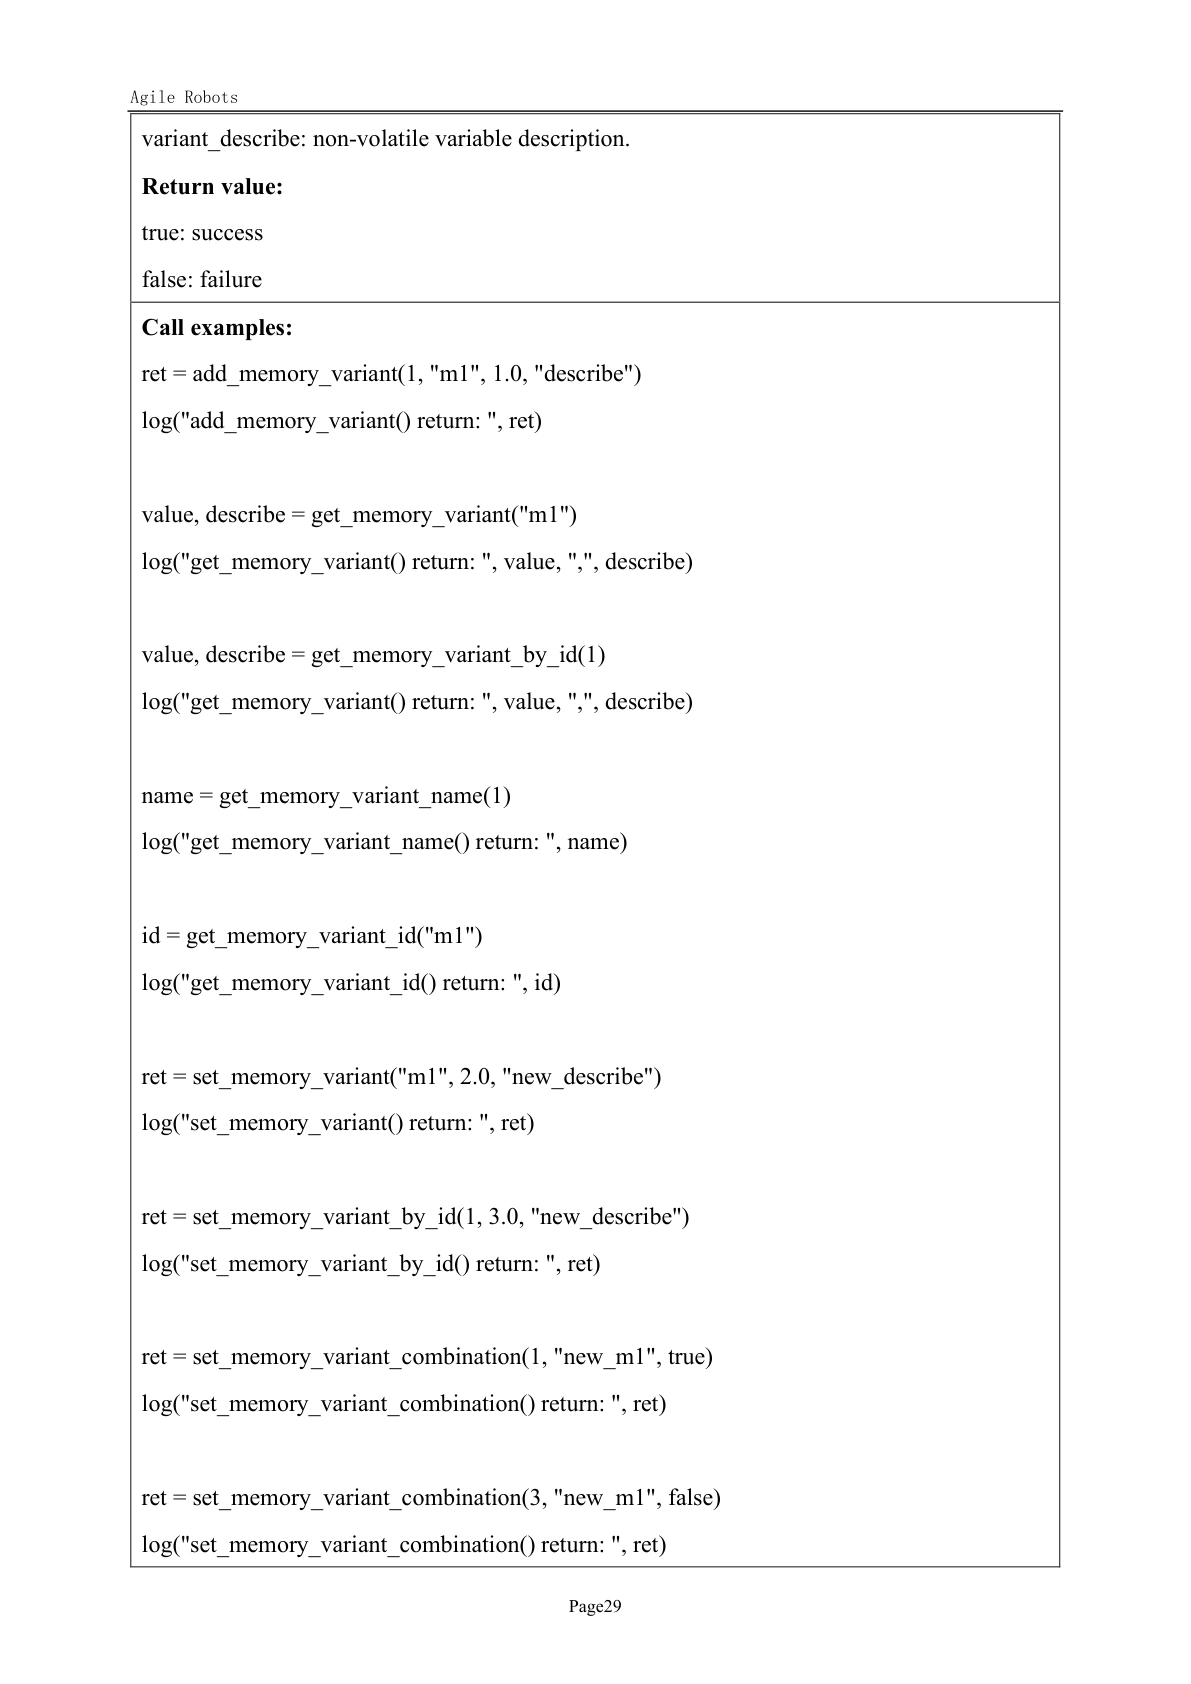 Agile Robots
variant_describe: non-volatile variable description.
Return value:
true: success
false: failure
Call examples:
ret = add_memory_variant(1, "m1", 1.0, "describe")
log("add_memory_variant() return: ", ret)
value, describe = get_memory_variant("m1")
log("get_memory_variant() return: ", value, ",", describe)
value, describe = get_memory_variant_by_id(1)
log("get_memory_variant() return: ", value, ",", describe)
name = get_memory_variant_name(1)
log("get_memory_variant_name() return: ", name)
id = get_memory_variant_id("m1")
log("get_memory_variant_id() return: ", id)
ret = set_memory_variant("m1", 2.0, "new_describe")
log("set_memory_variant() return: ", ret)
ret = set_memory_variant_by_id(1, 3.0, "new_describe")
log("set_memory_variant_by_id() return: ", ret)
ret = set_memory_variant_combination(1, "new_m1", true)
log("set_memory_variant_combination() return: ", ret)
ret = set_memory_variant_combination(3, "new_m1", false)
log("set_memory_variant_combination() return: ", ret)
Page29